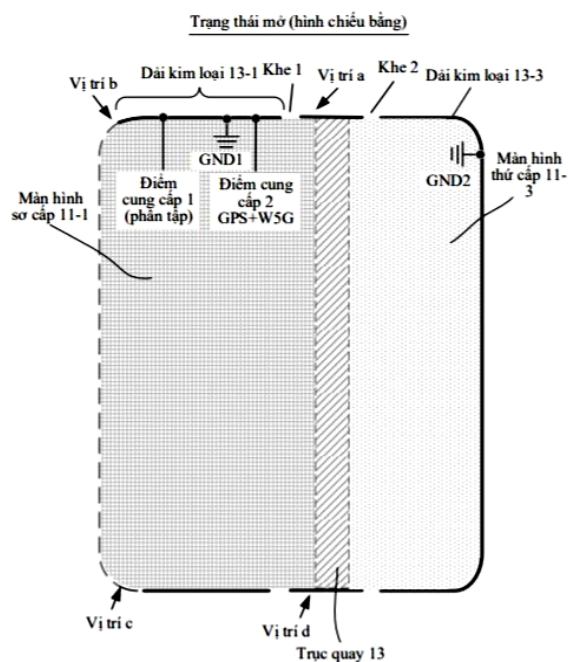 Trạng thái mở (hình chiếu bằng)
Vị trí b
Dải kim loại 13-1
Khe 1
Vị trí a
Khe 2
Dải kim loại 13-3
GND1
Điểm
cung cấp 1
(phân tập)
Điểm cung
cấp 2
GPS+W5G
GND2
Màn hình
thứ cấp 11-
3
Màn hình
sơ cấp 11-1
Vị trí c
Vị trí d
Trục quay 13